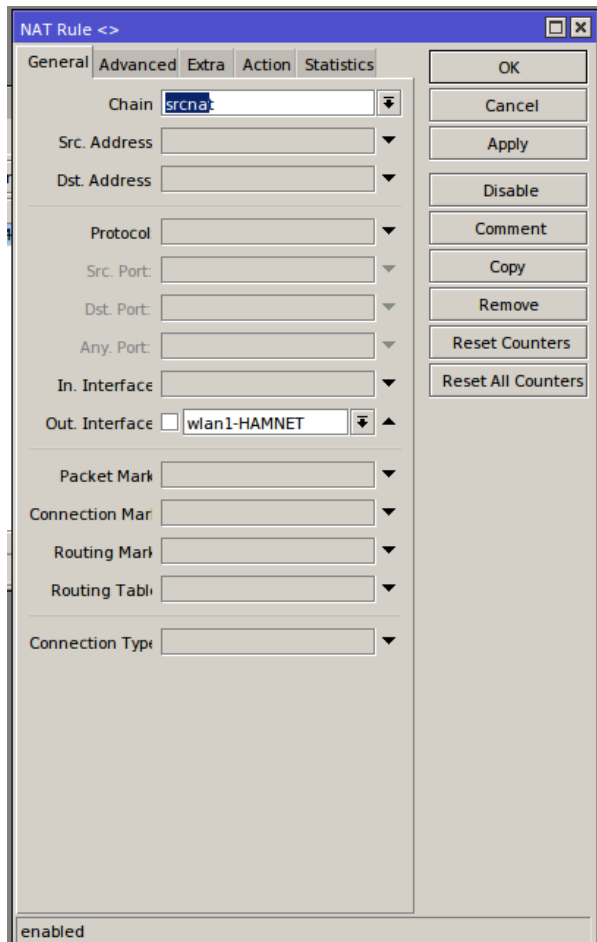 NAT Rule <>
General Advanced Extra Action Statistics
OK
Chain srcnat
Cancel
Src. Address
Apply
Dst. Address
Disable
Protocol
Comment
Src. Port:
Copy
Dst. Port:
Remove
Any. Port:
Reset Counters
In. Interface
Reset All Counters
Out. Interface wlan1-HAMNET
Packet Mark
Connection Mar
Routing Mark
Routing Tabl
Connection Type
enabled